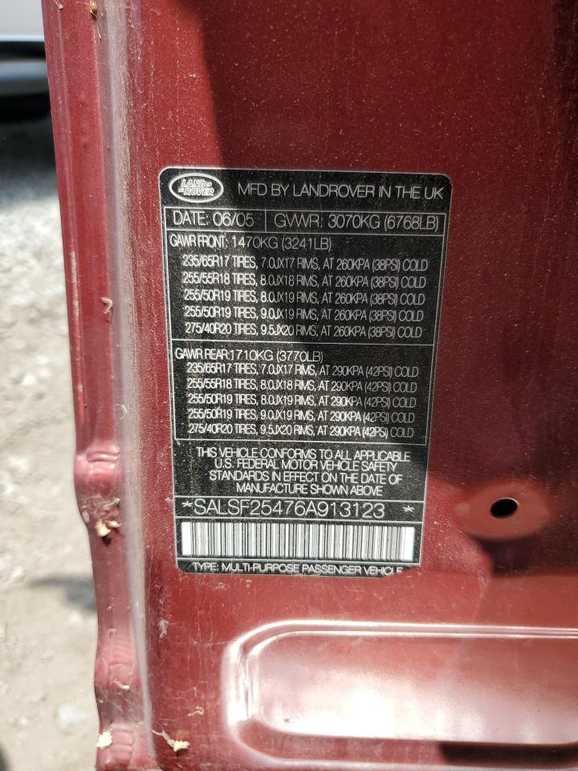 LAND ROVER
MFD BY LANDROVER IN THE UK
DATE: 06/05 GVWR: 3070KG (6768LB)
GAWR FRONT: 1470KG (3241LB)
235/65R17 TIRES, 7.0JX17 RIMS, AT 260KPA (38PSI) COLD
255/55R18 TIRES, 8.0JX18 RIMS, AT 260KPA (38PSI) COLD
255/50R19 TIRES, 8.0JX19 RIMS, AT 260KPA (38PSI) COLD
255/50R19 TIRES, 9.0JX19 RIMS, AT 260KPA (38PSI) COLD
275/40R20 TIRES, 9.5JX20 RIMS, AT 260KPA (38PSI) COLD
GAWR REAR: 1710KG (3770LB)
235/65R17 TIRES, 7.0JX17 RIMS, AT 290KPA (42PSI) COLD
255/55R18 TIRES, 8.0JX18 RIMS, AT 290KPA (42PSI) COLD
255/50R19 TIRES, 8.0JX19 RIMS, AT 290KPA (42PSI) COLD
255/50R19 TIRES, 9.0JX19 RIMS, AT 290KPA (42PSI) COLD
275/40R20 TIRES, 9.5JX20 RIMS, AT 290KPA (42PSI) COLD
THIS VEHICLE CONFORMS TO ALL APPLICABLE
U.S. FEDERAL MOTOR VEHICLE SAFETY
STANDARDS IN EFFECT ON THE DATE OF
MANUFACTURE SHOWN ABOVE
*SALSF25476A913123 *
TYPE: MULTI-PURPOSE PASSENGER VEHICLE